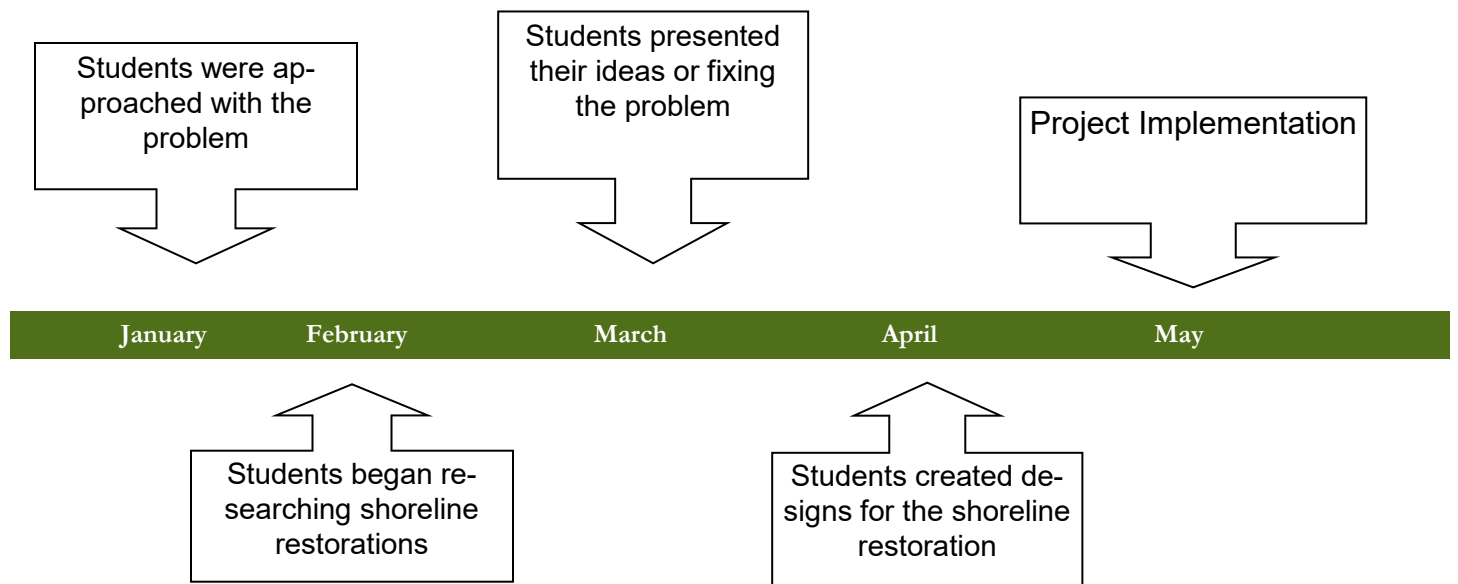 Students were ap-
proached with the
problem
Students presented
their ideas or fixing
the problem
Project Implementation
January February March April May
Students began re-
searching shoreline
restorations
Students created de-
signs for the shoreline
restoration